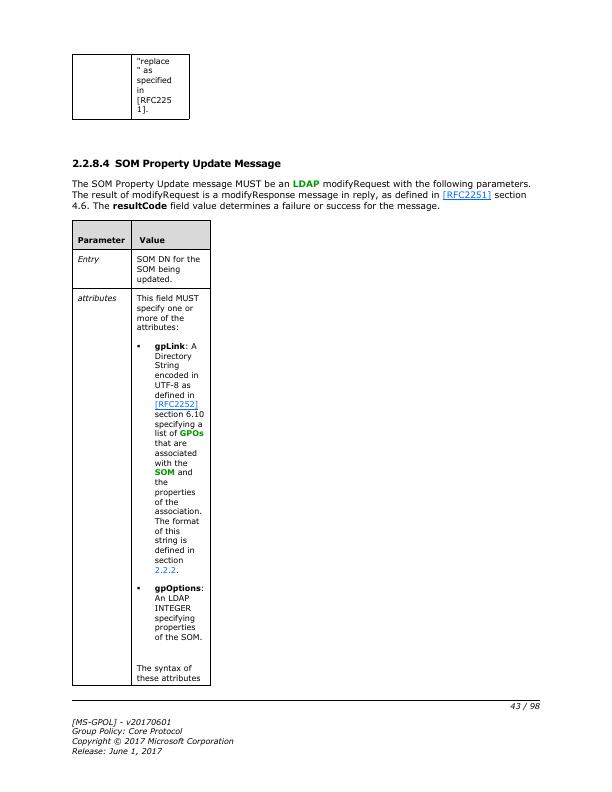 "replace
" as
specified
in
[RFC225
1].
2.2.8.4 SOM Property Update Message
The SOM Property Update message MUST be an LDAP modifyRequest with the following parameters.
The result of modifyRequest is a modifyResponse message in reply, as defined in [RFC2251] section
4.6. The resultCode field value determines a failure or success for the message.
Parameter Value
Entry SOM DN for the
SOM being
updated.
attributes This field MUST
specify one or
more of the
attributes:
▪ gpLink: A
Directory
String
encoded in
UTF-8 as
defined in
[RFC2252]
section 6.10
specifying a
list of GPOs
that are
associated
with the
SOM and
the
properties
of the
association.
The format
of this
string is
defined in
section
2.2.2.
▪ gpOptions:
An LDAP
INTEGER
specifying
properties
of the SOM.
The syntax of
these attributes
43 / 98
[MS-GPOL] - v20170601
Group Policy: Core Protocol
Copyright © 2017 Microsoft Corporation
Release: June 1, 2017